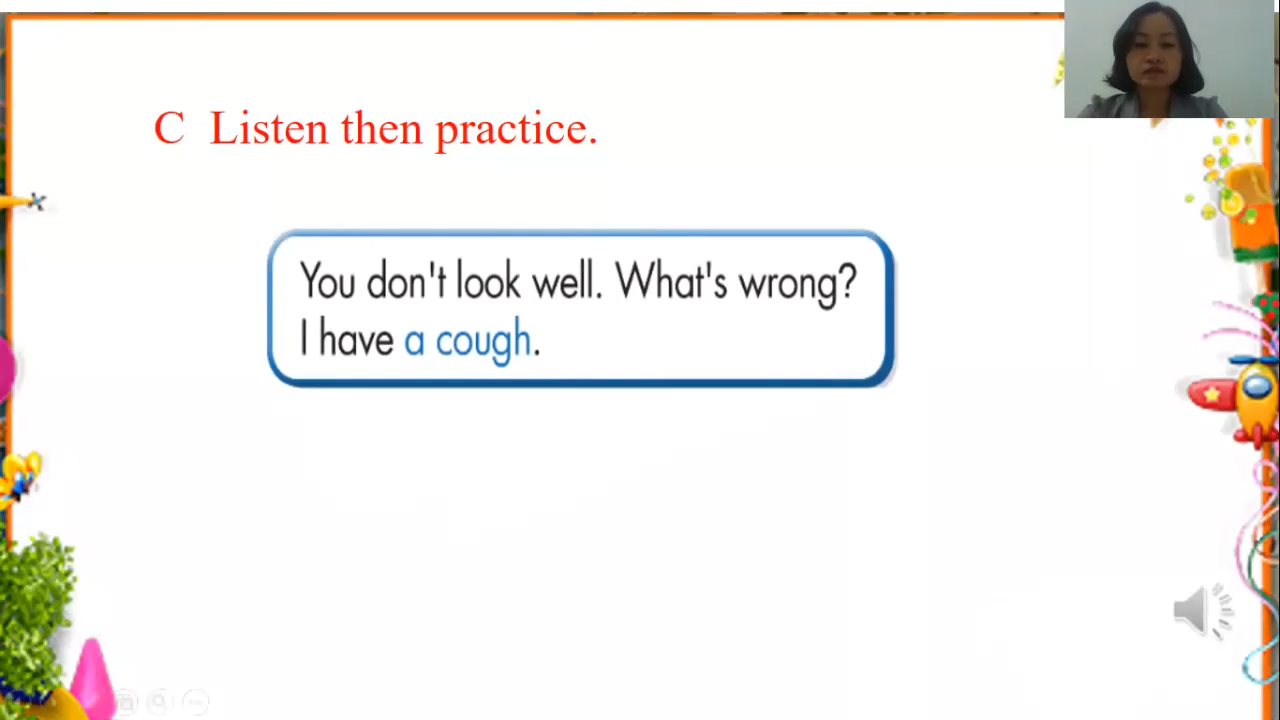 C Listen then practice.
You don't look well. What's wrong?
I have a cough.